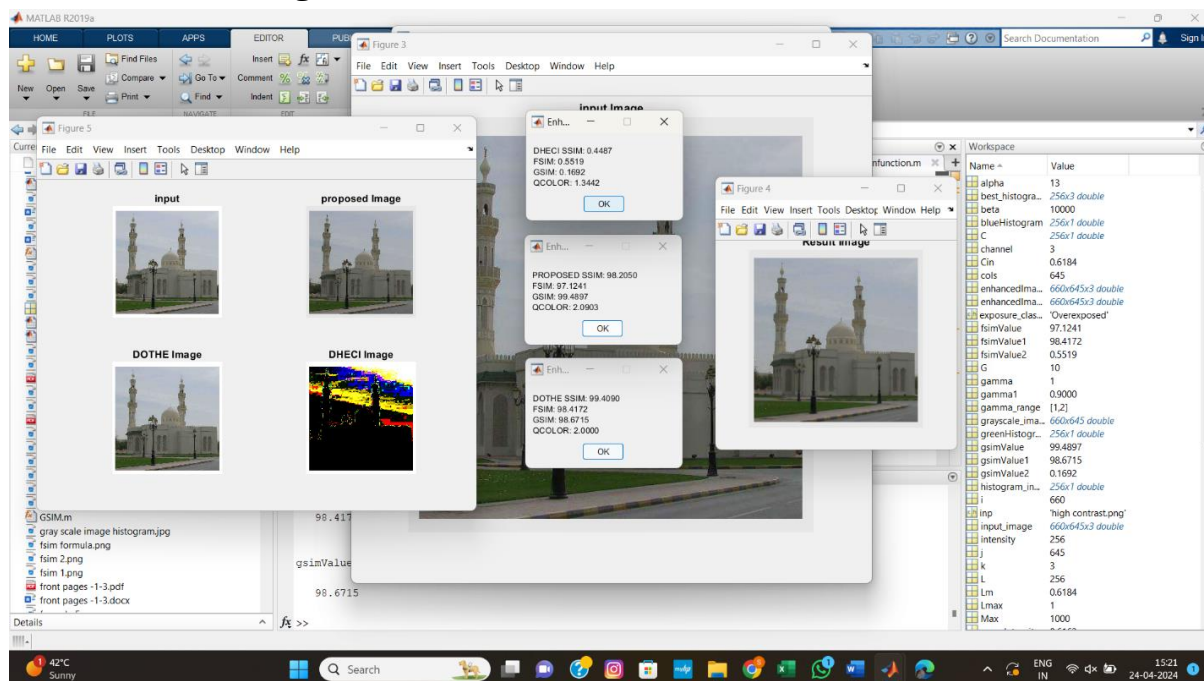 MATLAB R2019a
HOME PLOTS APPS EDITOR PUB
Search Documentation Sign I
New Open Save Find Files Compare Print Go To Find Insert fx Comment Indent
FILE NAVIGATE EDIT
Figure 3
File Edit View Insert Tools Desktop Window Help
input Image
Figure 5
File Edit View Insert Tools Desktop Window Help
input proposed Image
DOTHE Image DHECI Image
Enh...
DHECI SSIM: 0.4487
FSIM: 0.5519
GSIM: 0.1692
QCOLOR: 1.3442
OK
Enh...
PROPOSED SSIM: 98.2050
FSIM: 97.1241
GSIM: 99.4897
QCOLOR: 2.0903
OK
Enh...
DOTHE SSIM: 99.4090
FSIM: 98.4172
GSIM: 98.6715
QCOLOR: 2.0000
OK
Figure 4
File Edit View Insert Tools Desktop Window Help
Result Image
Curre
nfunction.m
Workspace
Name Value
alpha 13
best_histogra... 256x3 double
beta 10000
blueHistogram 256x1 double
C 256x1 double
channel 3
Cin 0.6184
cols 645
enhancedIma... 660x645x3 double
enhancedIma... 660x645x3 double
exposure_clas... 'Overexposed'
fsimValue 97.1241
fsimValue1 98.4172
fsimValue2 0.5519
G 10
gamma 1
gamma1 0.9000
gamma_range [1,2]
grayscale_ima... 660x645 double
greenHistogr... 256x1 double
gsimValue 99.4897
gsimValue1 98.6715
gsimValue2 0.1692
histogram_in... 256x1 double
i 660
inp 'high contrast.png'
input_image 660x645x3 double
intensity 256
j 645
k 3
L 256
Lm 0.6184
Lmax 1
Max 1000
GSIM.m
gray scale image histogram.jpg
fsim formula.png
fsim 2.png
fsim 1.png
front pages -1-3.pdf
front pages -1-3.docx
Details
98.417
gsimValue
98.6715
fx >>
42°C
Sunny
Search
ENG
IN
15:21
24-04-2024